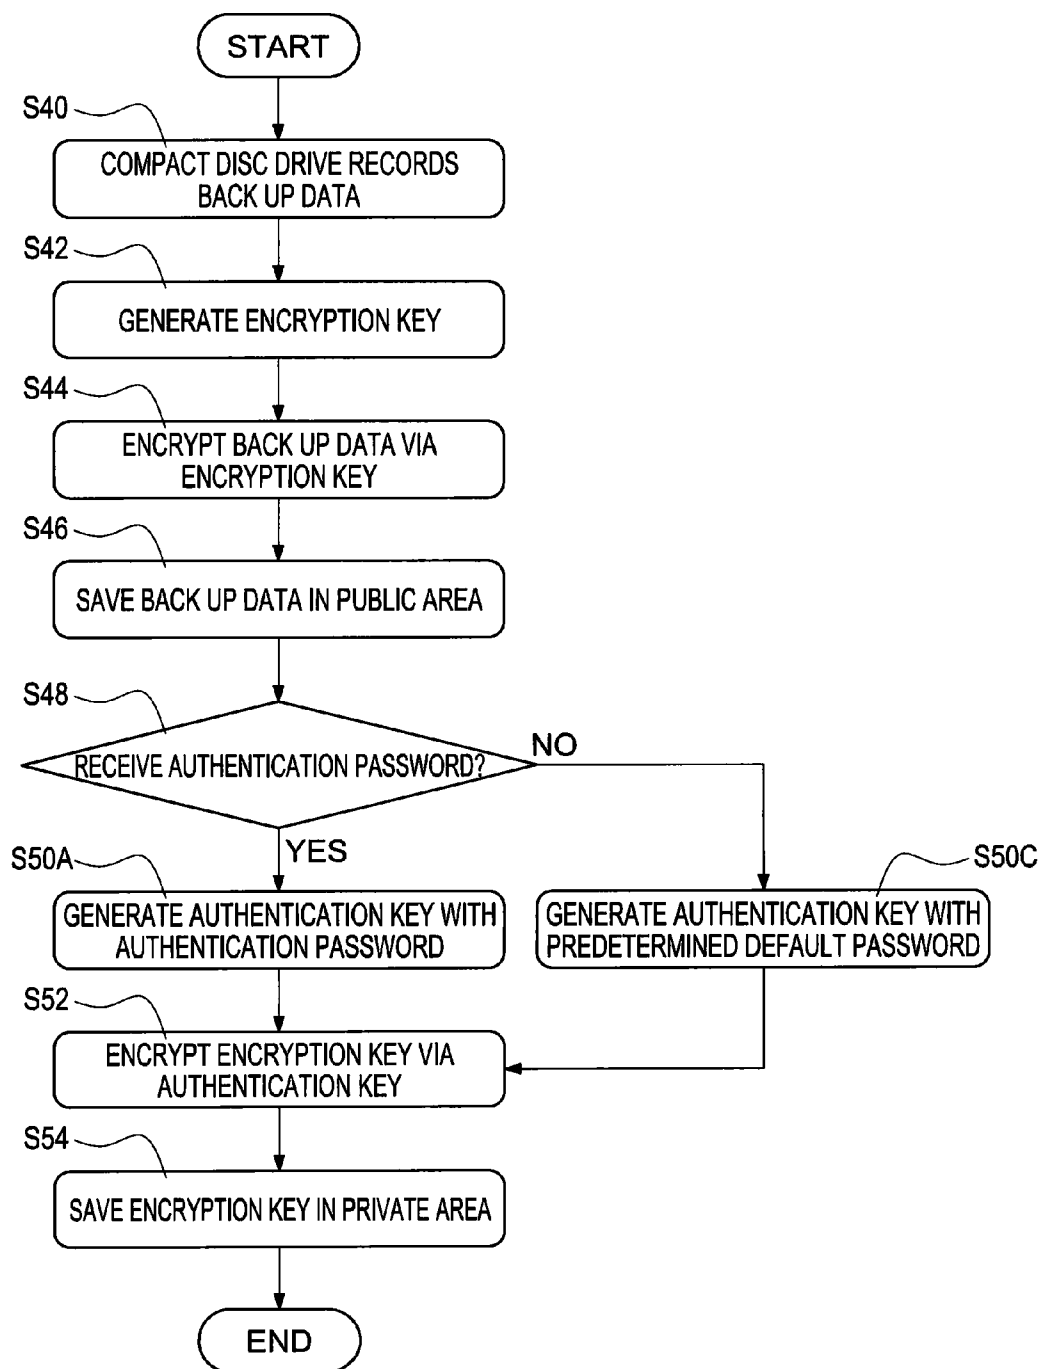 START
S40
COMPACT DISC DRIVE RECORDS
BACK UP DATA
S42
GENERATE ENCRYPTION KEY
S44
ENCRYPT BACK UP DATA VIA
ENCRYPTION KEY
S46
SAVE BACK UP DATA IN PUBLIC AREA
S48
RECEIVE AUTHENTICATION PASSWORD?
NO
YES
S50A
GENERATE AUTHENTICATION KEY WITH
AUTHENTICATION PASSWORD
S50C
GENERATE AUTHENTICATION KEY WITH
PREDETERMINED DEFAULT PASSWORD
S52
ENCRYPT ENCRYPTION KEY VIA
AUTHENTICATION KEY
S54
SAVE ENCRYPTION KEY IN PRIVATE AREA
END